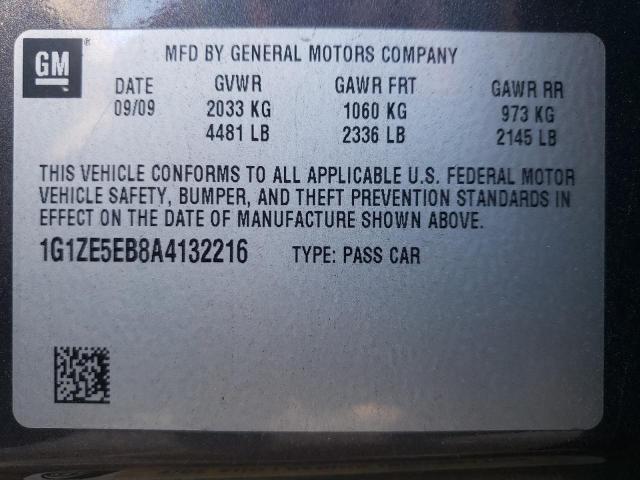 GM
MFD BY GENERAL MOTORS COMPANY
DATE GVWR GAWR FRT GAWR RR
09/09 2033 KG 1060 KG 973 KG
4481 LB 2336 LB 2145 LB
THIS VEHICLE CONFORMS TO ALL APPLICABLE U.S. FEDERAL MOTOR
VEHICLE SAFETY, BUMPER, AND THEFT PREVENTION STANDARDS IN
EFFECT ON THE DATE OF MANUFACTURE SHOWN ABOVE.
1G1ZE5EB8A4132216 TYPE: PASS CAR